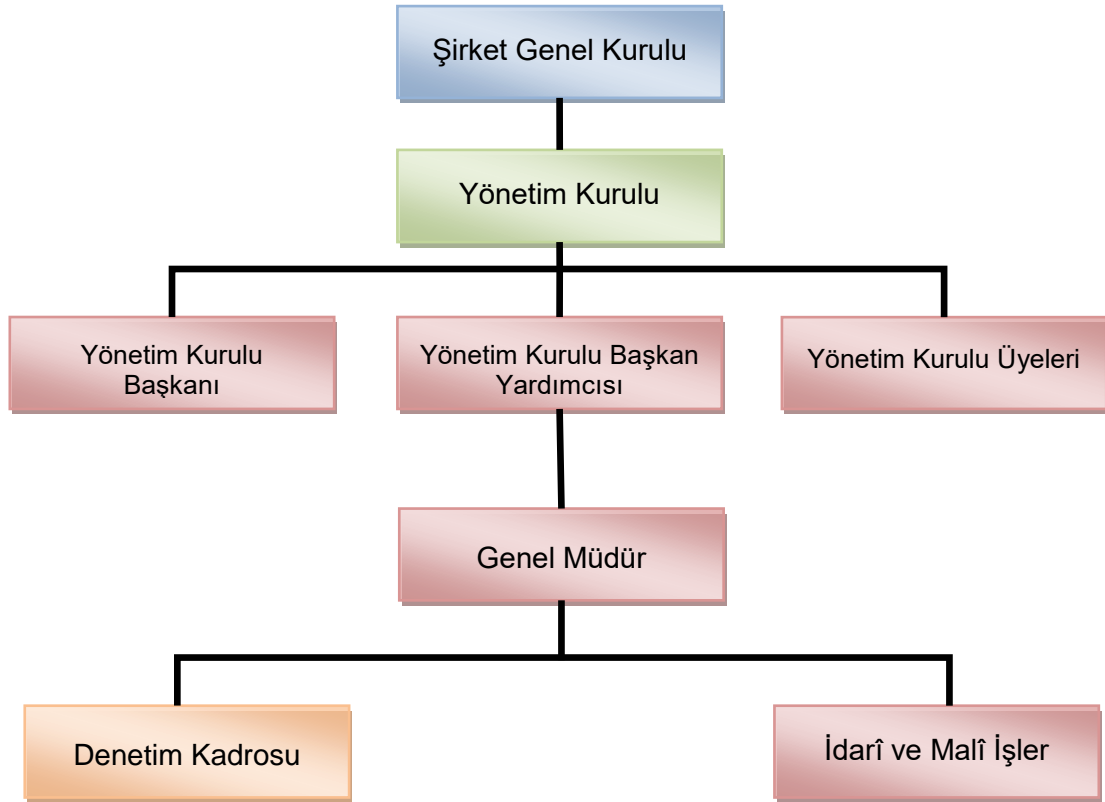 Şirket Genel Kurulu
Yönetim Kurulu
Yönetim Kurulu
Başkanı
Yönetim Kurulu Başkan
Yardımcısı
Yönetim Kurulu Üyeleri
Genel Müdür
Denetim Kadrosu
İdarî ve Malî İşler